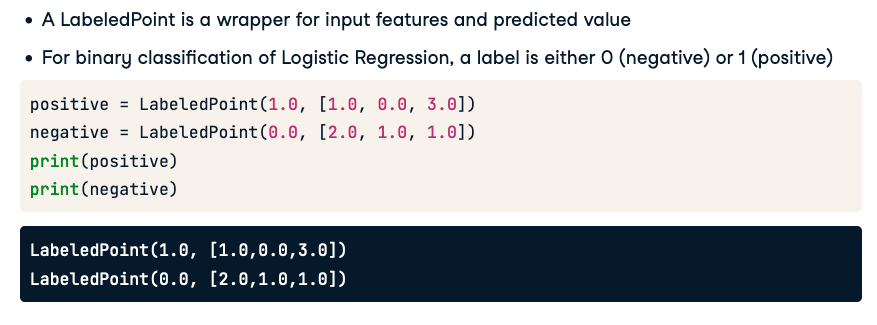 • A LabeledPoint is a wrapper for input features and predicted value
• For binary classification of Logistic Regression, a label is either 0 (negative) or 1 (positive)
positive = LabeledPoint(1.0, [1.0, 0.0, 3.0])
negative = LabeledPoint(0.0, [2.0, 1.0, 1.0])
print(positive)
print(negative)
LabeledPoint(1.0, [1.0,0.0,3.0])
LabeledPoint(0.0, [2.0,1.0,1.0])